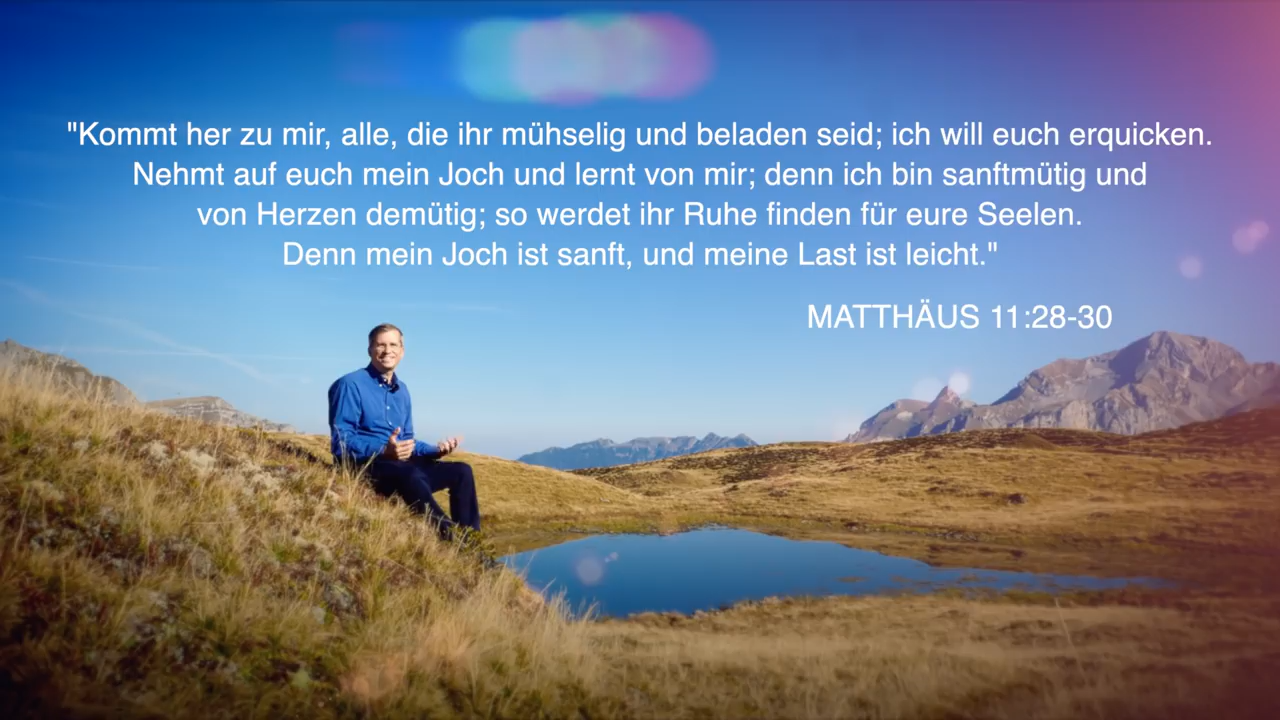 "Kommt her zu mir, alle, die ihr mühselig und beladen seid; ich will euch erquicken.
Nehmt auf euch mein Joch und lernt von mir; denn ich bin sanftmütig und
von Herzen demütig; so werdet ihr Ruhe finden für eure Seelen.
Denn mein Joch ist sanft, und meine Last ist leicht."
MATTHÄUS 11:28-30